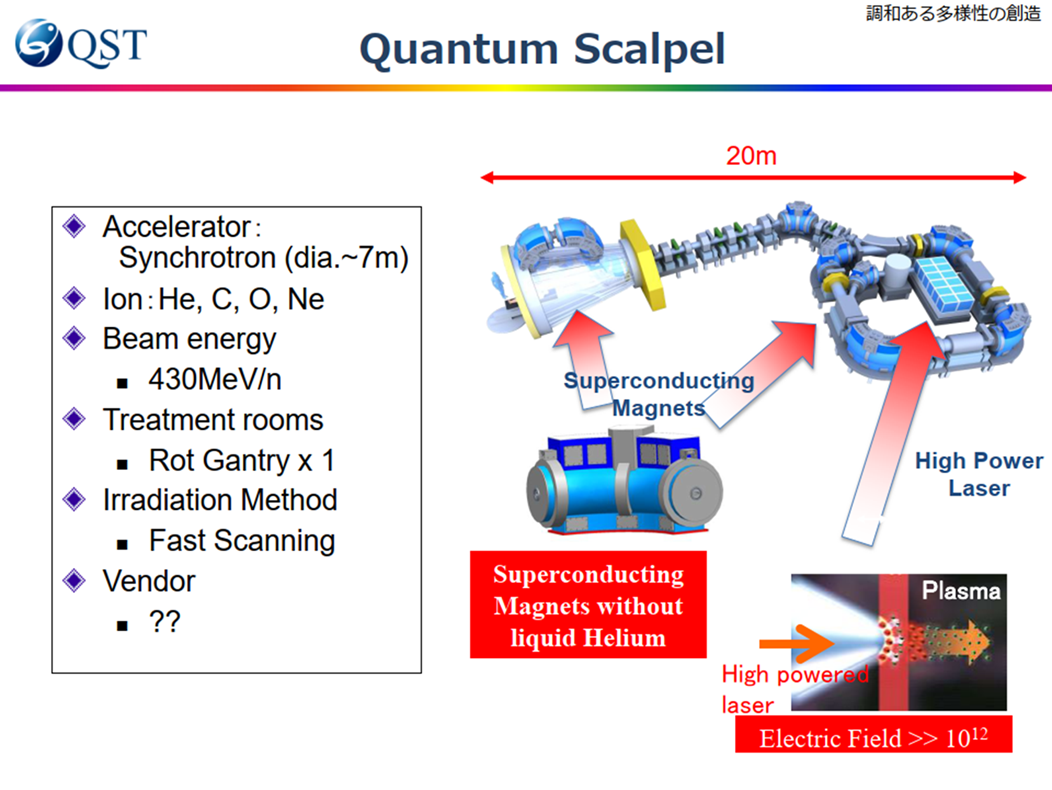 調和ある多様性の創造
QST
Quantum Scalpel
20m
Accelerator：
Synchrotron (dia.~7m)
Ion：He, C, O, Ne
Beam energy
430MeV/n
Treatment rooms
Rot Gantry x 1
Irradiation Method
Fast Scanning
Vendor
??
Superconducting
Magnets
High Power
Laser
Superconducting
Magnets without
liquid Helium
Plasma
High powered
laser
Electric Field >> 10¹²